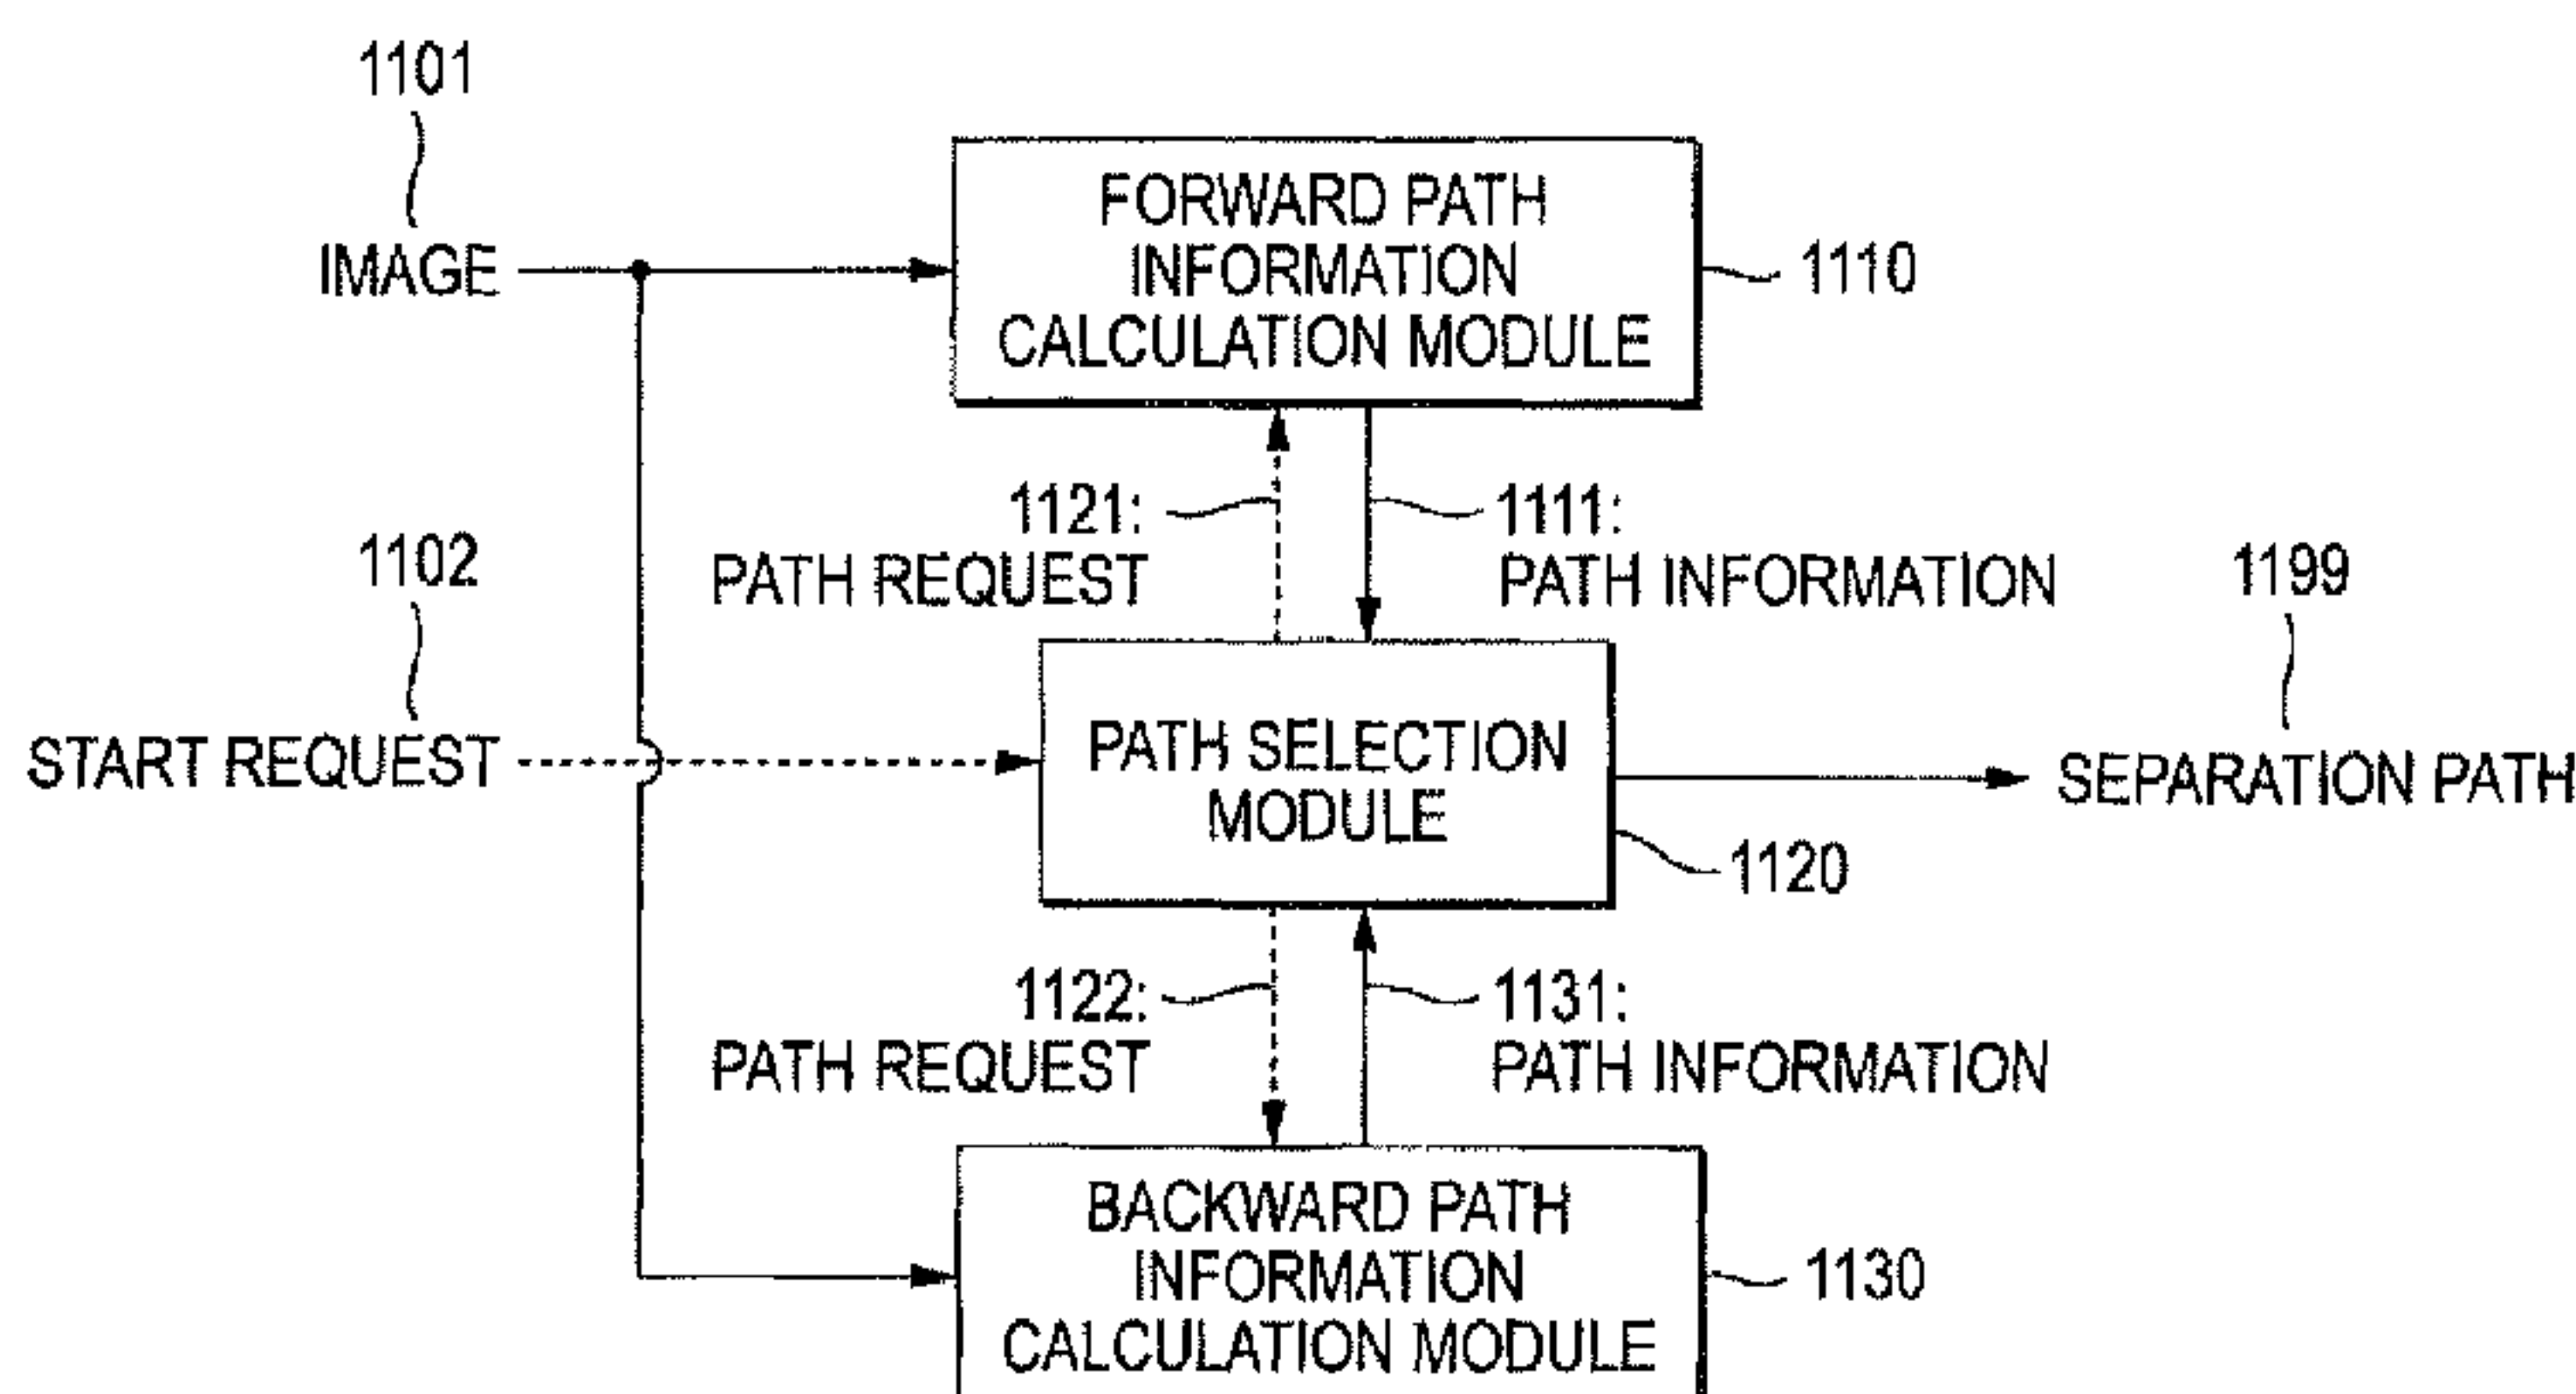 1101
IMAGE
FORWARD PATH
INFORMATION
CALCULATION MODULE
1110
1121:
PATH REQUEST
1111:
PATH INFORMATION
1102
START REQUEST
PATH SELECTION
MODULE
1120
1199
SEPARATION PATH
1122:
PATH REQUEST
1131:
PATH INFORMATION
BACKWARD PATH
INFORMATION
CALCULATION MODULE
1130